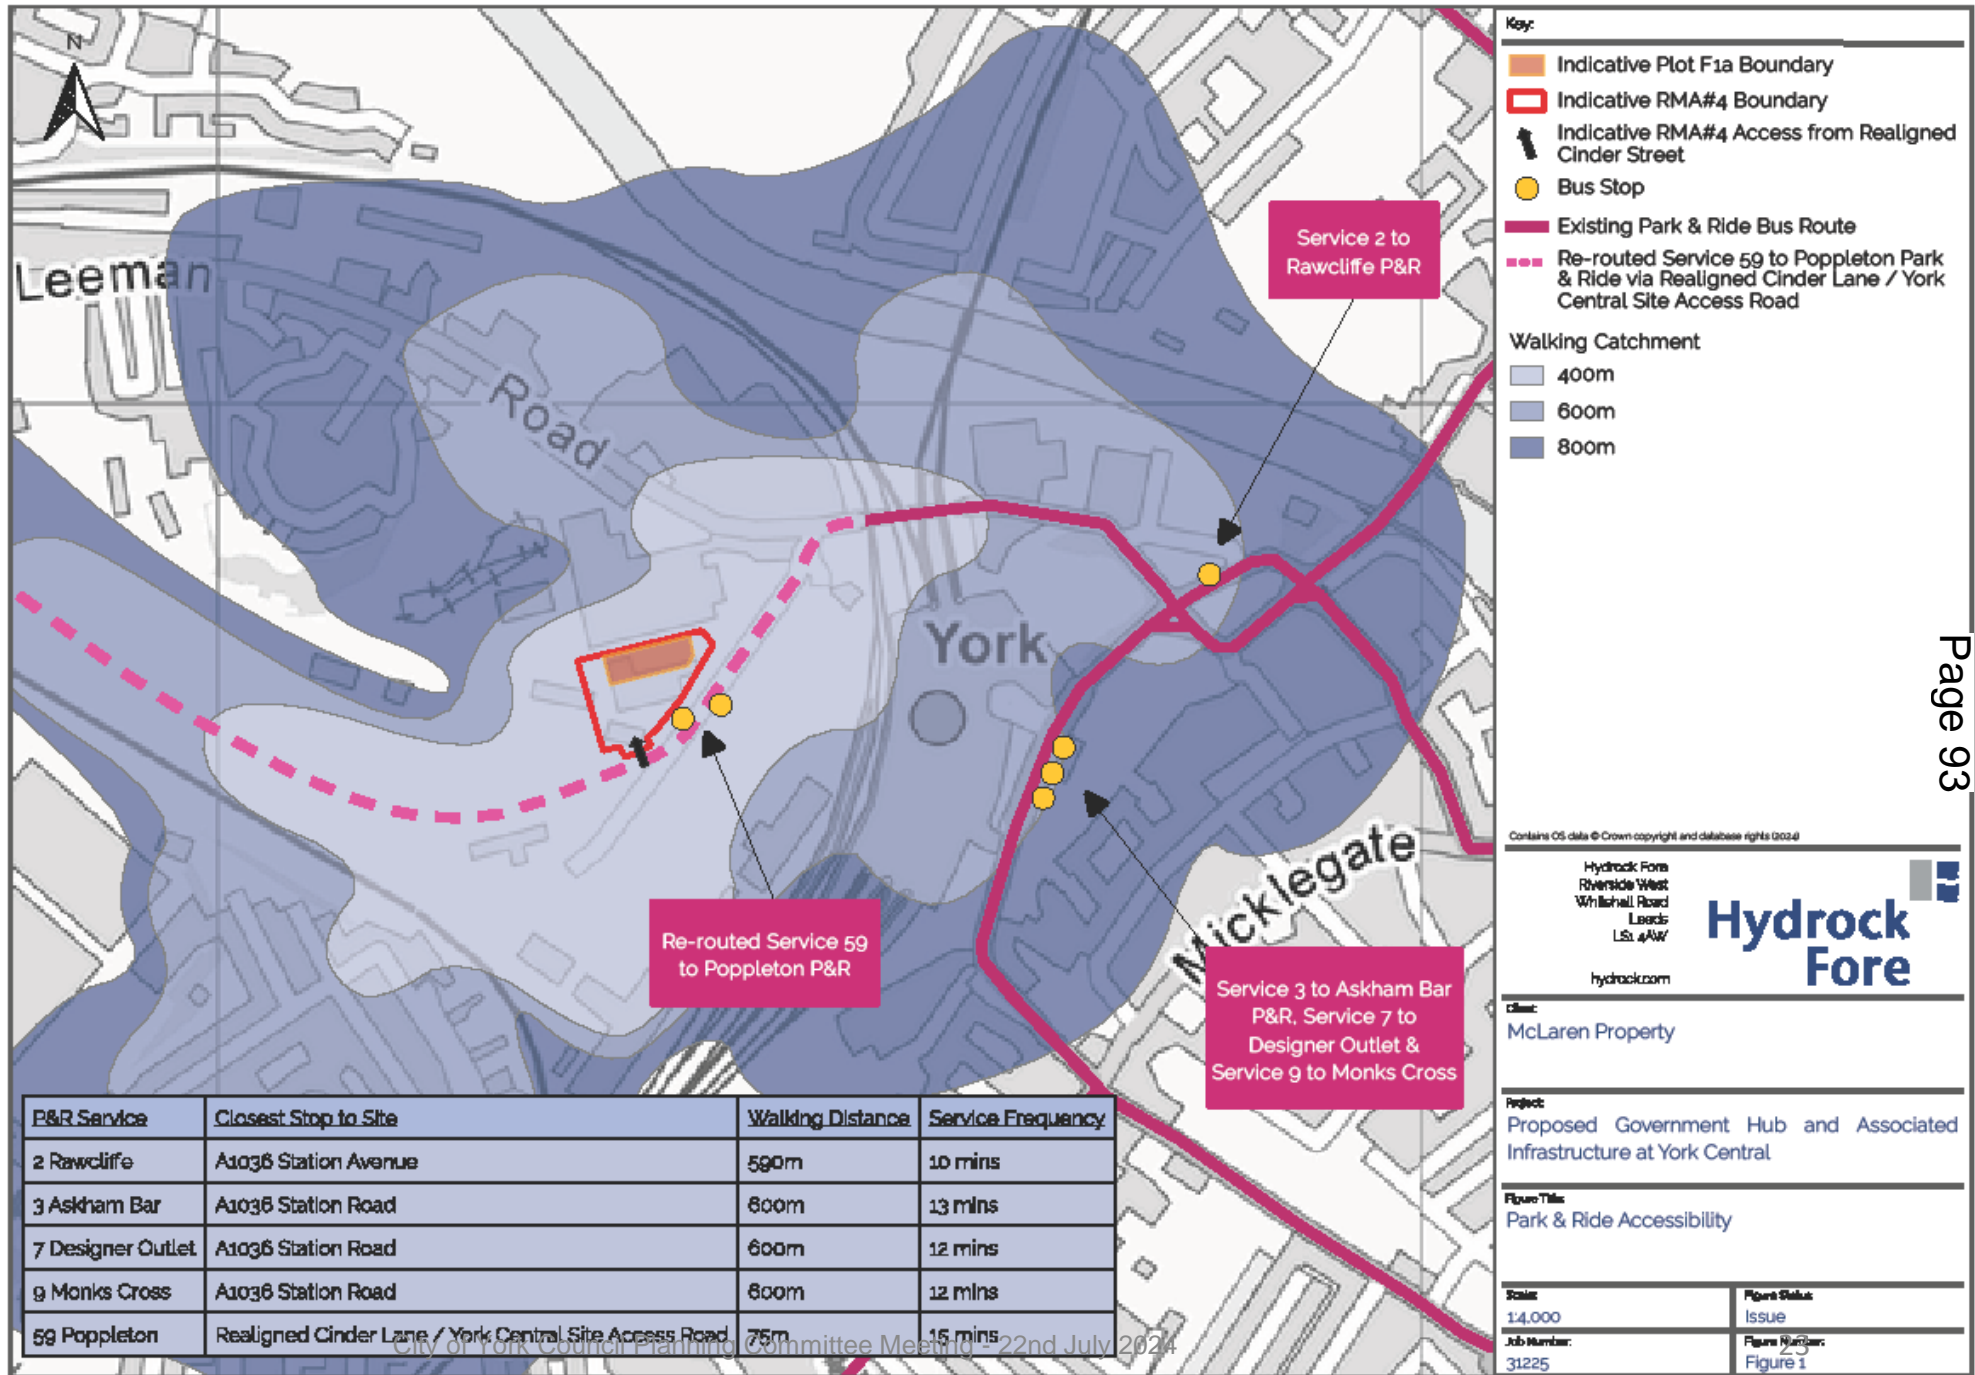 N
Leeman
Road
York
Micklegate
Service 2 to
Rawcliffe P&R
Re-routed Service 59
to Poppleton P&R
Service 3 to Askham Bar
P&R, Service 7 to
Designer Outlet &
Service 9 to Monks Cross
P&R Service Closest Stop to Site Walking Distance Service Frequency
2 Rawcliffe A1036 Station Avenue 590m 10 mins
3 Askham Bar A1036 Station Road 600m 13 mins
7 Designer Outlet A1036 Station Road 600m 12 mins
9 Monks Cross A1036 Station Road 600m 12 mins
59 Poppleton Realigned Cinder Lane / York Central Site Access Road 75m 15 mins
City of York Council Planning Committee Meeting - 22nd July 2024
Key:
Indicative Plot F1a Boundary
Indicative RMA#4 Boundary
Indicative RMA#4 Access from Realigned
Cinder Street
Bus Stop
Existing Park & Ride Bus Route
Re-routed Service 59 to Poppleton Park
& Ride via Realigned Cinder Lane / York
Central Site Access Road
Walking Catchment
400m
600m
800m
Contains OS data © Crown copyright and database rights (2024)
Hydrock Fore
Riverside West
Whitehall Road
Leeds
LS1 4AW
hydrock.com
Hydrock
Fore
Client:
McLaren Property
Project:
Proposed Government Hub and Associated
Infrastructure at York Central
Figure Title:
Park & Ride Accessibility
Scale:
1:4,000
Figure Status:
Issue
Job Number:
31225
Figure Number:
Figure 1
23
Page 93